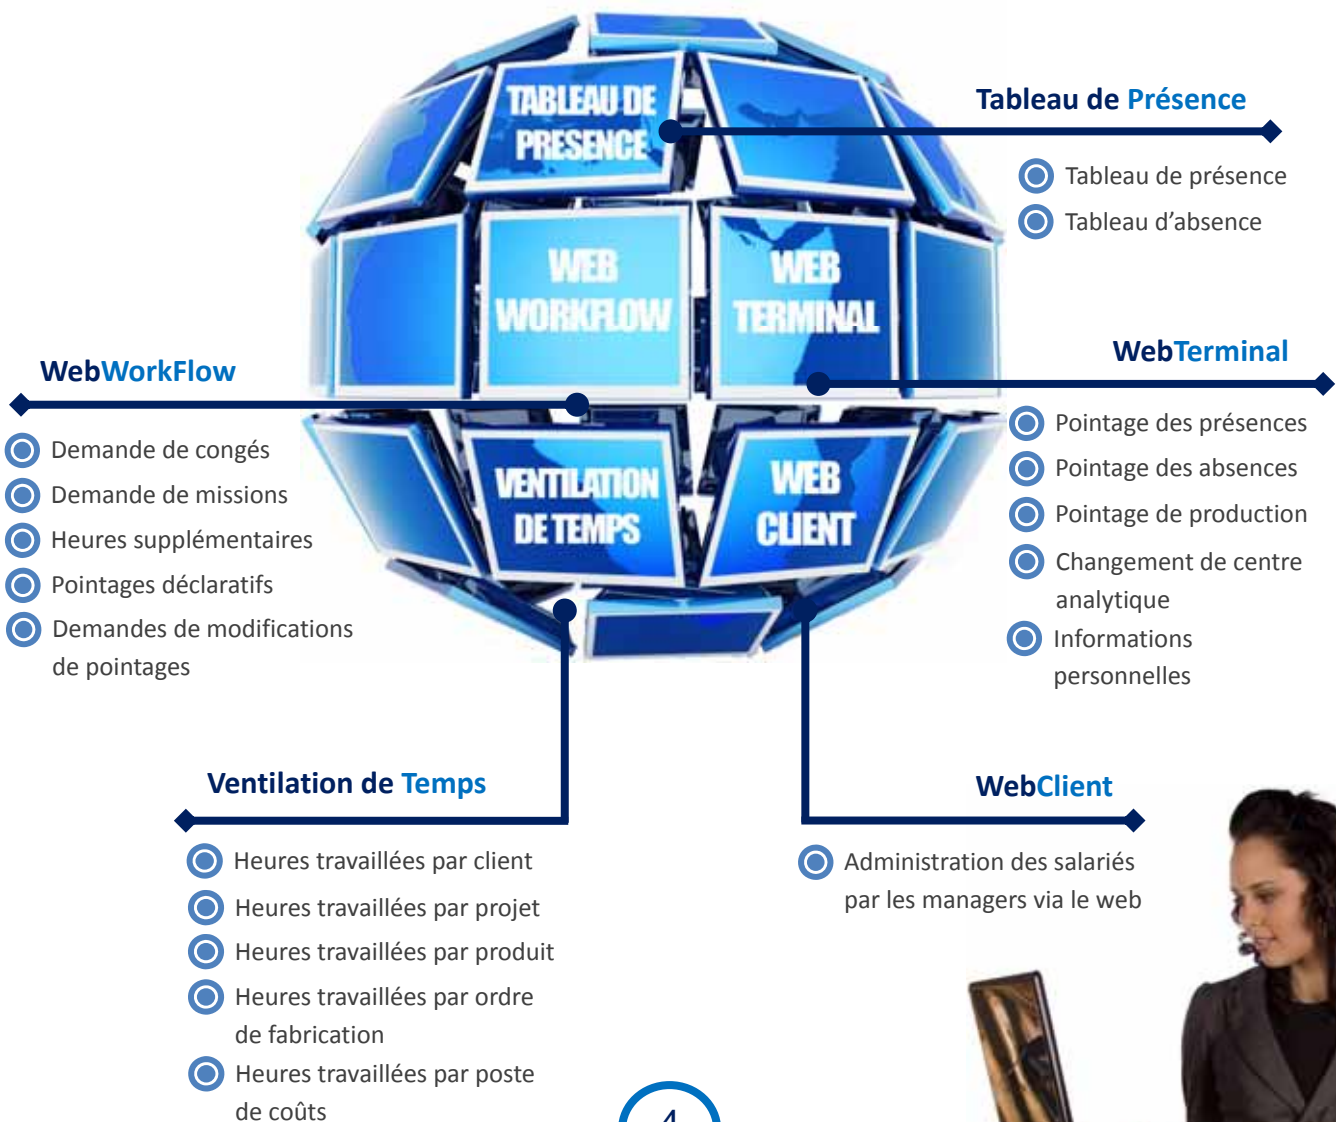 TABLEAU DE
PRESENCE
WEB
WORKFLOW
WEB
TERMINAL
VENTILATION
DE TEMPS
WEB
CLIENT
Tableau de Présence
Tableau de présence
Tableau d’absence
WebWorkFlow
Demande de congés
Demande de missions
Heures supplémentaires
Pointages déclaratifs
Demandes de modifications
de pointages
WebTerminal
Pointage des présences
Pointage des absences
Pointage de production
Changement de centre
analytique
Informations
personnelles
Ventilation de Temps
Heures travaillées par client
Heures travaillées par projet
Heures travaillées par produit
Heures travaillées par ordre
de fabrication
Heures travaillées par poste
de coûts
WebClient
Administration des salariés
par les managers via le web
4